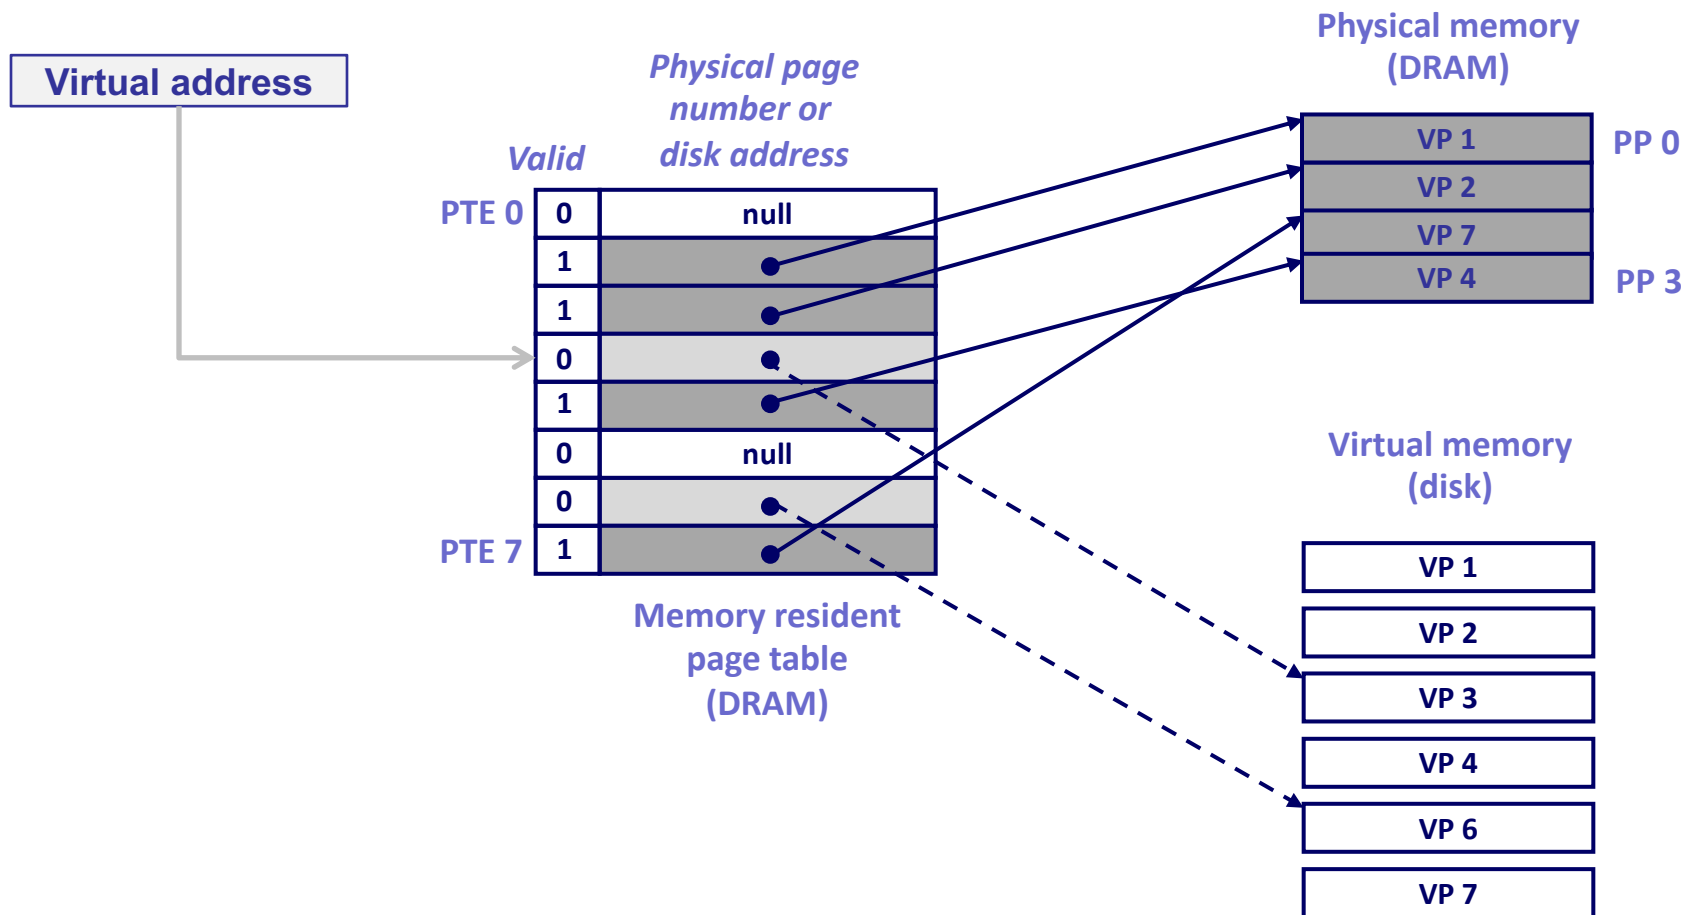 Virtual address
Physical page
number or
disk address
Valid
PTE 0
0
null
1
1
0
1
0
null
0
PTE 7
1
Memory resident
page table
(DRAM)
Physical memory
(DRAM)
VP 1
PP 0
VP 2
VP 7
VP 4
PP 3
Virtual memory
(disk)
VP 1
VP 2
VP 3
VP 4
VP 6
VP 7